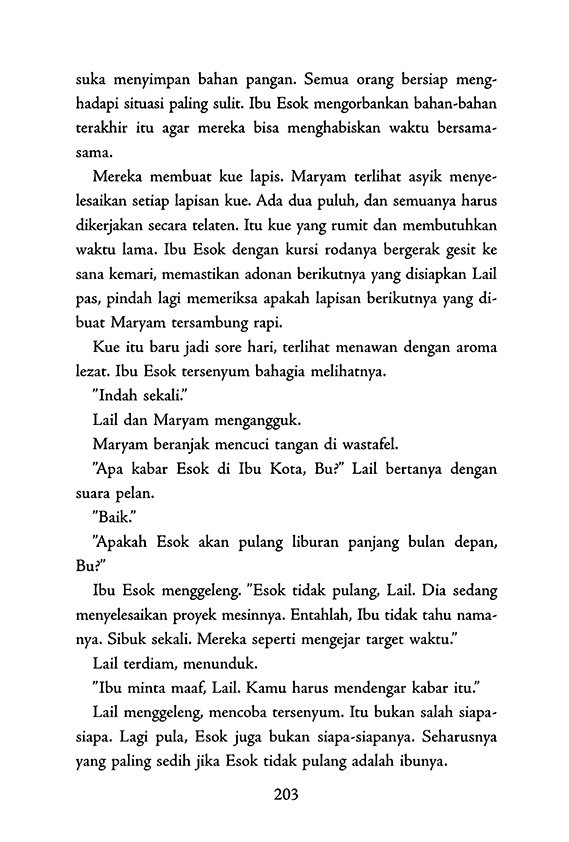 suka menyimpan bahan pangan. Semua orang bersiap meng-
hadapi situasi paling sulit. Ibu Esok mengorbankan bahan-bahan
terakhir itu agar mereka bisa menghabiskan waktu bersama-
sama.
Mereka membuat kue lapis. Maryam terlihat asyik menye-
lesaikan setiap lapisan kue. Ada dua puluh, dan semuanya harus
dikerjakan secara telaten. Itu kue yang rumit dan membutuhkan
waktu lama. Ibu Esok dengan kursi rodanya bergerak gesit ke
sana kemari, memastikan adonan berikutnya yang disiapkan Lail
pas, pindah lagi memeriksa apakah lapisan berikutnya yang di-
buat Maryam tersambung rapi.
Kue itu baru jadi sore hari, terlihat menawan dengan aroma
lezat. Ibu Esok tersenyum bahagia melihatnya.
”Indah sekali.”
Lail dan Maryam mengangguk.
Maryam beranjak mencuci tangan di wastafel.
”Apa kabar Esok di Ibu Kota, Bu?” Lail bertanya dengan
suara pelan.
”Baik.”
”Apakah Esok akan pulang liburan panjang bulan depan,
Bu?”
Ibu Esok menggeleng. ”Esok tidak pulang, Lail. Dia sedang
menyelesaikan proyek mesinnya. Entahlah, Ibu tidak tahu nama-
nya. Sibuk sekali. Mereka seperti mengejar target waktu.”
Lail terdiam, menunduk.
”Ibu minta maaf, Lail. Kamu harus mendengar kabar itu.”
Lail menggeleng, mencoba tersenyum. Itu bukan salah siapa-
siapa. Lagi pula, Esok juga bukan siapa-siapanya. Seharusnya
yang paling sedih jika Esok tidak pulang adalah ibunya.
203